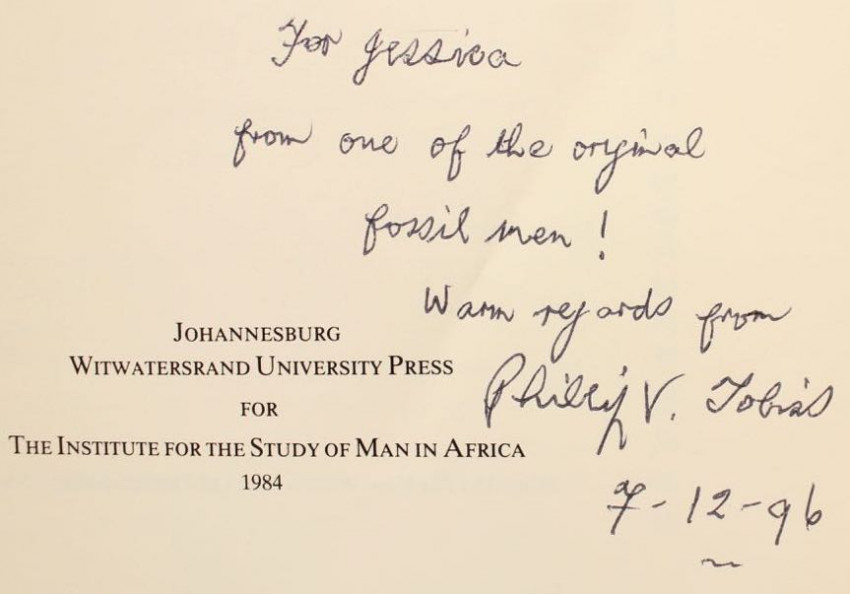 For Jessica
from one of the original
fossil men !
Warm regards from
Phillip V. Tobias
7-12-96
JOHANNESBURG
WITWATERSRAND UNIVERSITY PRESS
FOR
THE INSTITUTE FOR THE STUDY OF MAN IN AFRICA
1984